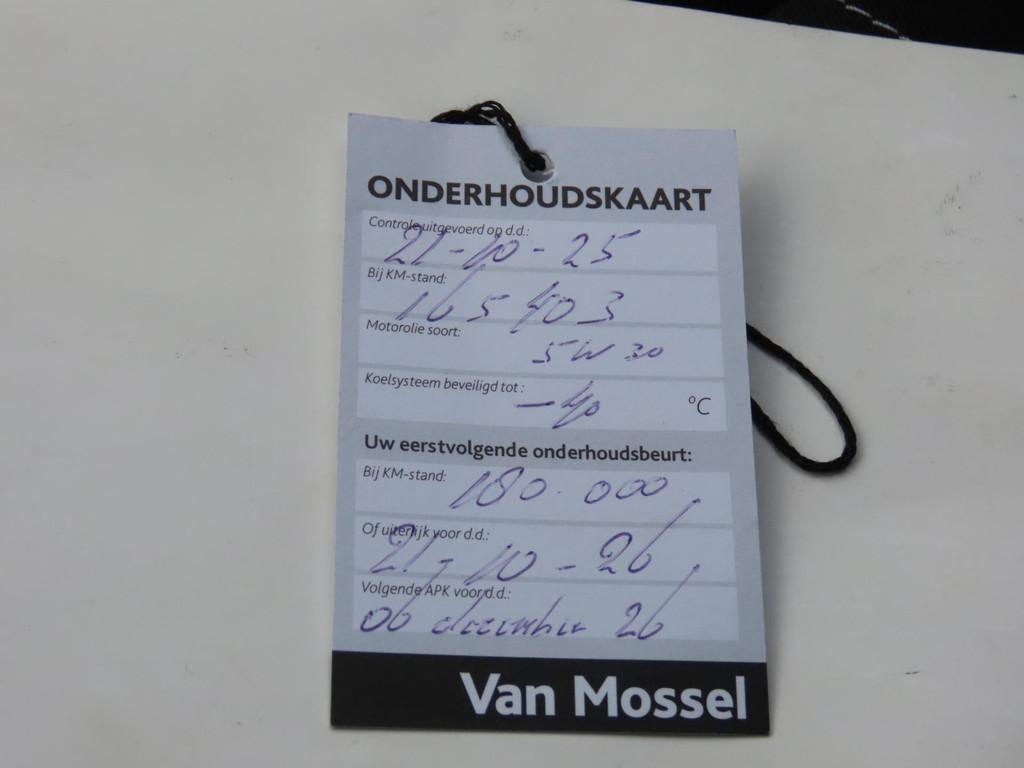 ONDERHOUDSKAART
Controle uitgevoerd op d.d.:
21-10-25
Bij KM-stand:
165 403
Motorolie soort:
5W30
Koelsysteem beveiligd tot :
-40 °C
Uw eerstvolgende onderhoudsbeurt:
Bij KM-stand:
180.000
Of uiterlijk voor d.d.:
21-10-26
Volgende APK voor d.d.:
06 december 26
Van Mossel